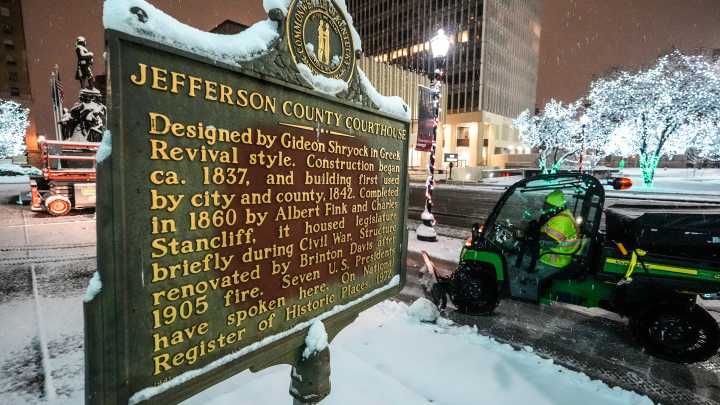 COMMONWEALTH OF KENTUCKY
JEFFERSON COUNTY COURTHOUSE
Designed by Gideon Shryock in Greek
Revival style. Construction began
ca. 1837, and building first used
by city and county, 1842. Completed
in 1860 by Albert Fink and Charles
Stancliff, it housed legislature
briefly during Civil War. Structure
renovated by Brinton Davis after
1905 fire. Seven U.S. Presidents
have spoken here. On National
Register of Historic Places, 1972.